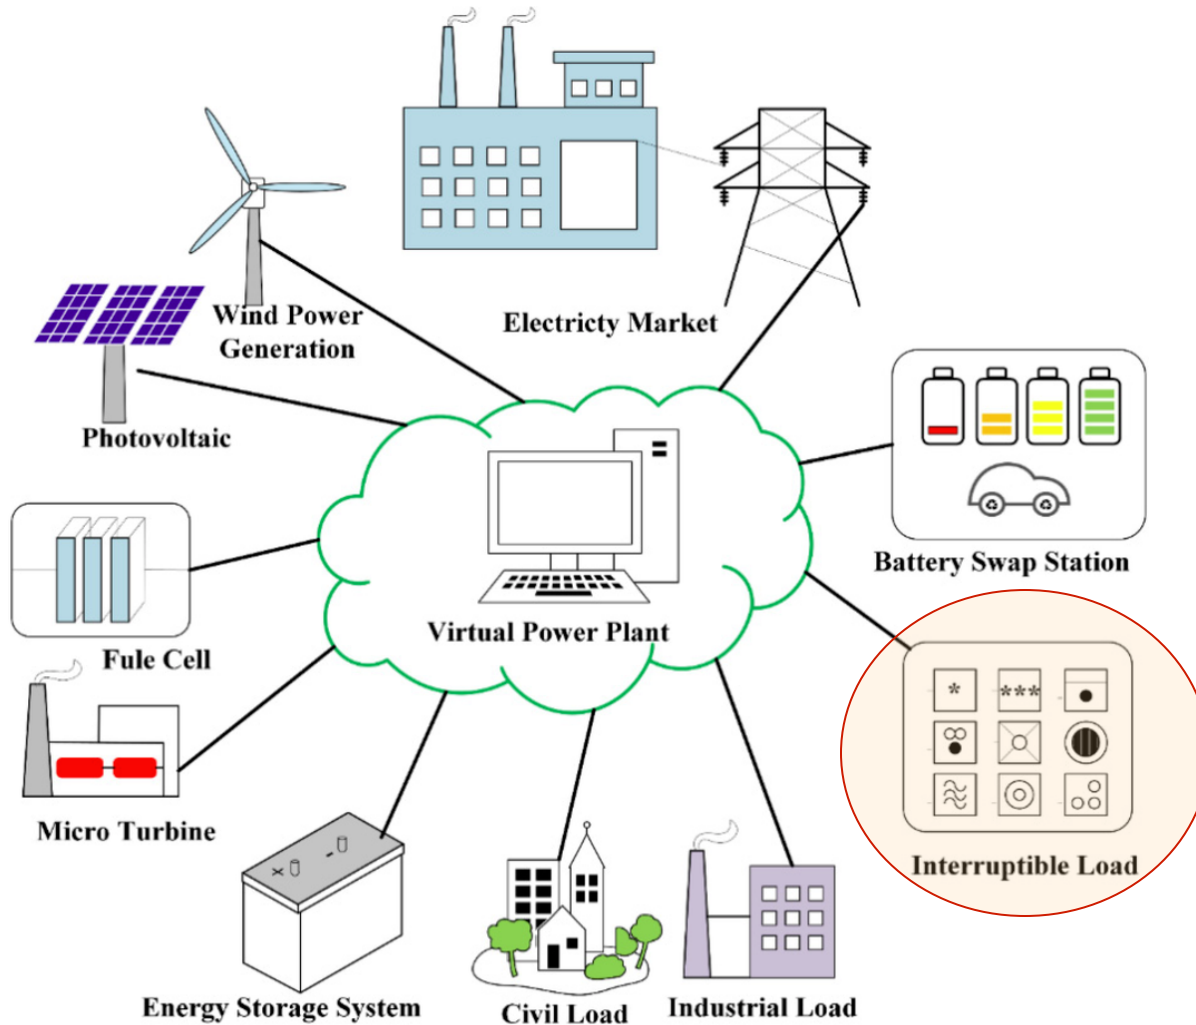 Wind Power
Generation
Electricty Market
Photovoltaic
Battery Swap Station
Virtual Power Plant
Fule Cell
Micro Turbine
* ***
Interruptible Load
+ -
Energy Storage System
Civil Load
Industrial Load